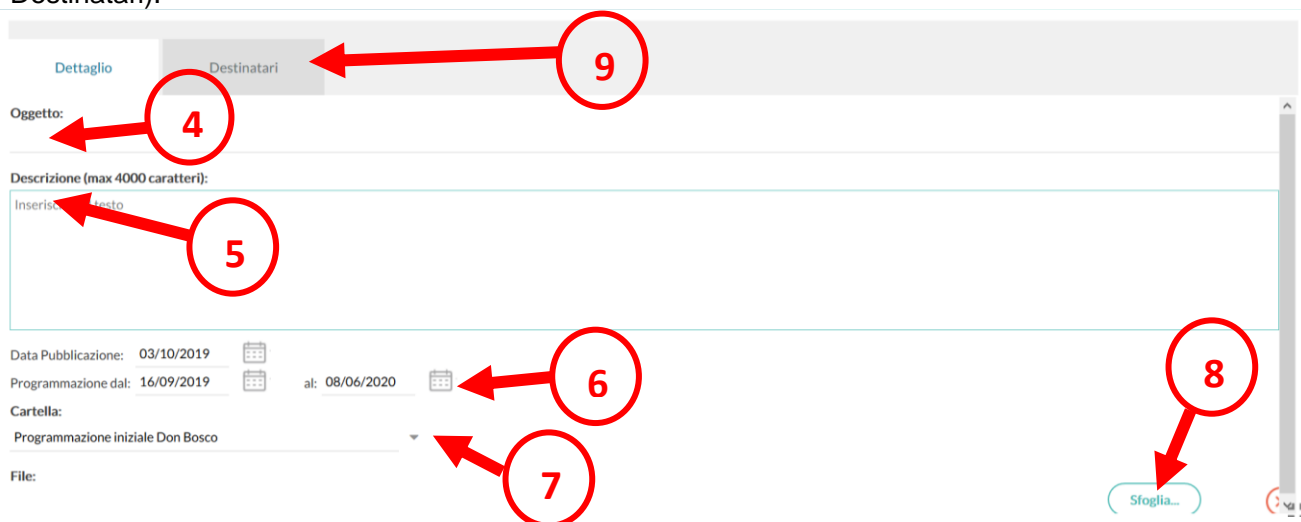 Destinatari).
Dettaglio Destinatari 9
Oggetto: 4
Descrizione (max 4000 caratteri):
testo
5
Data Pubblicazione: 03/10/2019
Programmazione dal: 16/09/2019 al: 08/06/2020 6 8
Cartella:
Programmazione iniziale Don Bosco
File: 7
Sfoglia...